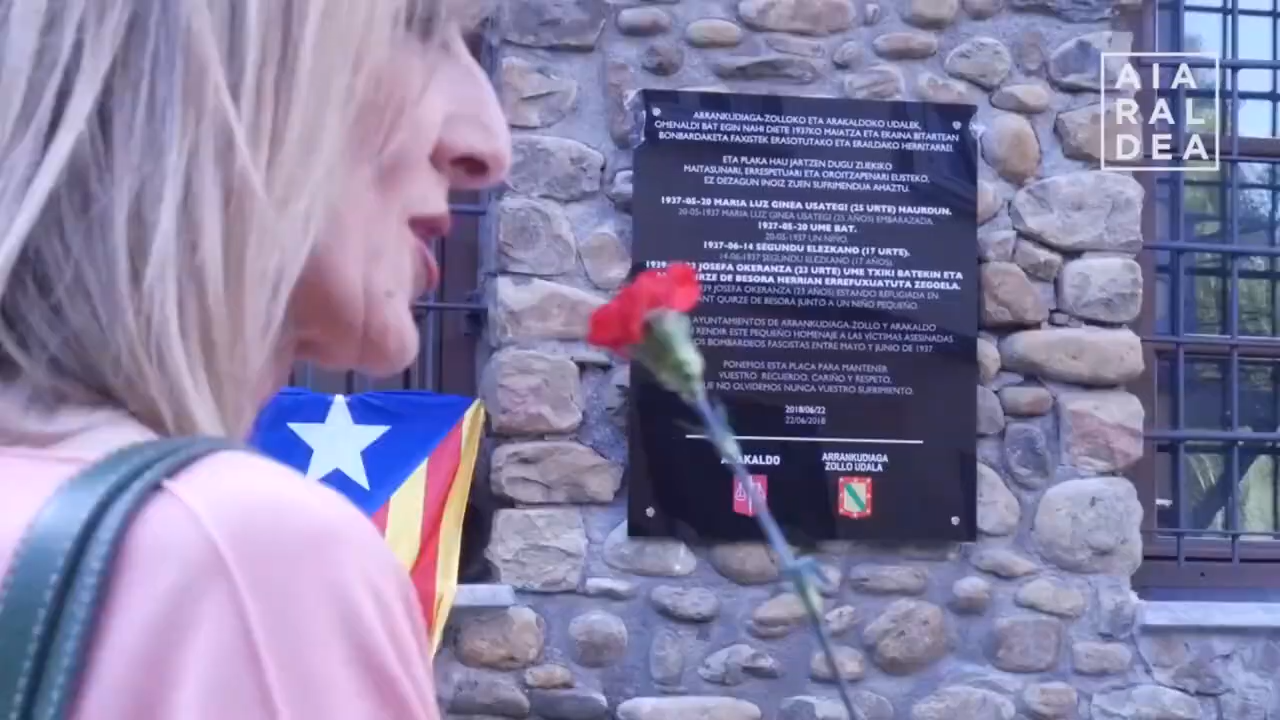 AIA
RAL
DEA
ARRANKUDIAGA-ZOLLOKO ETA ARAKALDOKO UDALEK,
OMENALDI BAT EGIN NAHI DIETE 1937KO MAIATZA ETA EKAINA BITARTEAN
BONBARDAKETA FAXISTEK ERASOTUTAKO ETA ERAILDAKO HERRITARREI.
ETA PLAKA HAU JARTZEN DUGU ZUEKIKO
MAITASUNARI, ERRESPETUARI ETA OROITZAPENARI EUSTEKO,
EZ DEZAGUN INOIZ ZUEN SUFRIMENDUA AHAZTU.
1937-05-20 MARIA LUZ GINEA USATEGI (25 URTE) HAURDUN.
20-05-1937 MARIA LUZ GINEA USATEGI (25 AÑOS) EMBARAZADA.
1937-05-20 UME BAT.
20-05-1937 UN NIÑO.
1937-06-14 SEGUNDU ELEZKANO (17 URTE).
14-06-1937 SEGUNDU ELEZKANO (17 AÑOS).
JOSEFA OKERANZA (23 URTE) UME TXIKI BATEKIN ETA
DE BESORA HERRIAN ERREFUXUATUTA ZEGOELA.
JOSEFA OKERANZA (23 AÑOS) ESTANDO REFUGIADA EN
QUIRZE DE BESORA JUNTO A UN NIÑO PEQUEÑO.
AYUNTAMIENTOS DE ARRANKUDIAGA-ZOLLO Y ARAKALDO
RENDIR ESTE PEQUEÑO HOMENAJE A LAS VÍCTIMAS ASESINADAS
BOMBARDEOS FASCISTAS ENTRE MAYO Y JUNIO DE 1937
PONEMOS ESTA PLACA PARA MANTENER
VUESTRO RECUERDO, CARIÑO Y RESPETO,
QUE NO OLVIDEMOS NUNCA VUESTRO SUFRIMIENTO.
2018/06/22
22/06/2018
ARAKALDO
ARRANKUDIAGA
ZOLLO UDALA